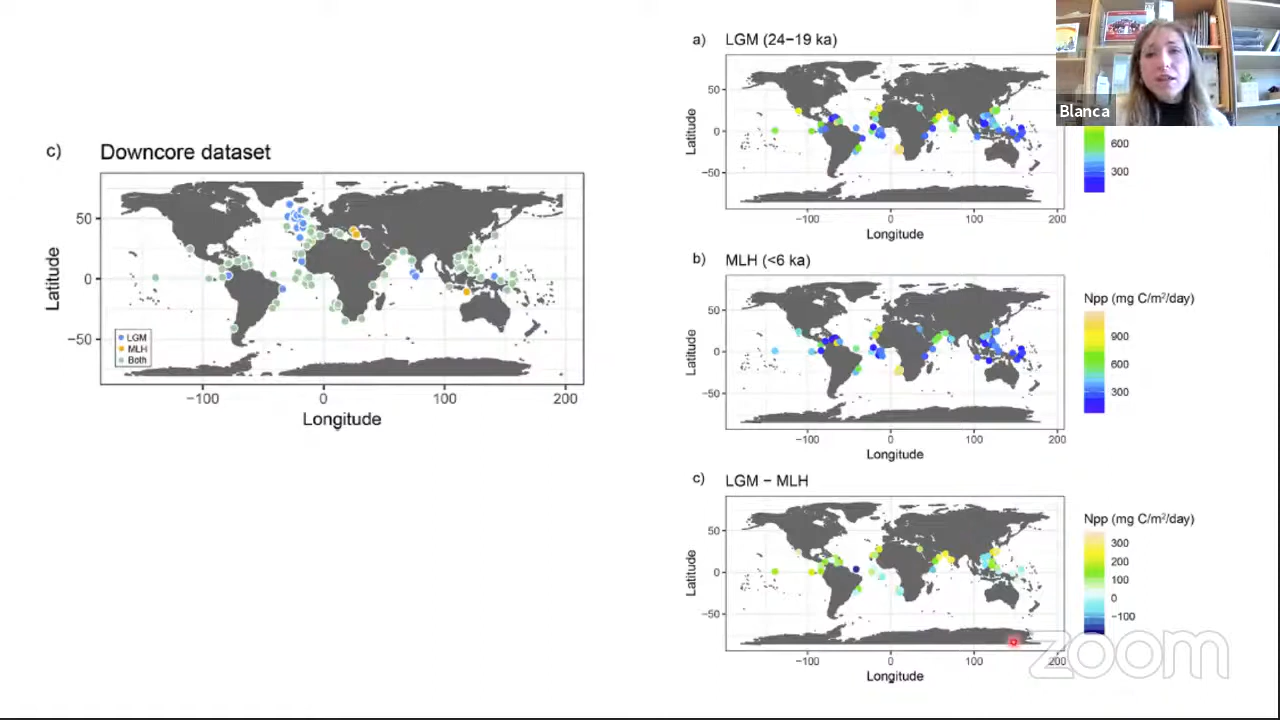 c) Downcore dataset
50
0
−50
Latitude
LGM
MLH
Both
−100
0
100
200
Longitude
a) LGM (24−19 ka)
50
0
−50
Latitude
−100
0
100
200
Longitude
600
300
Blanca
b) MLH (<6 ka)
50
0
−50
Latitude
−100
0
100
200
Longitude
Npp (mg C/m²/day)
900
600
300
c) LGM − MLH
50
0
−50
Latitude
−100
0
100
200
Longitude
Npp (mg C/m²/day)
300
200
100
0
−100
zoom